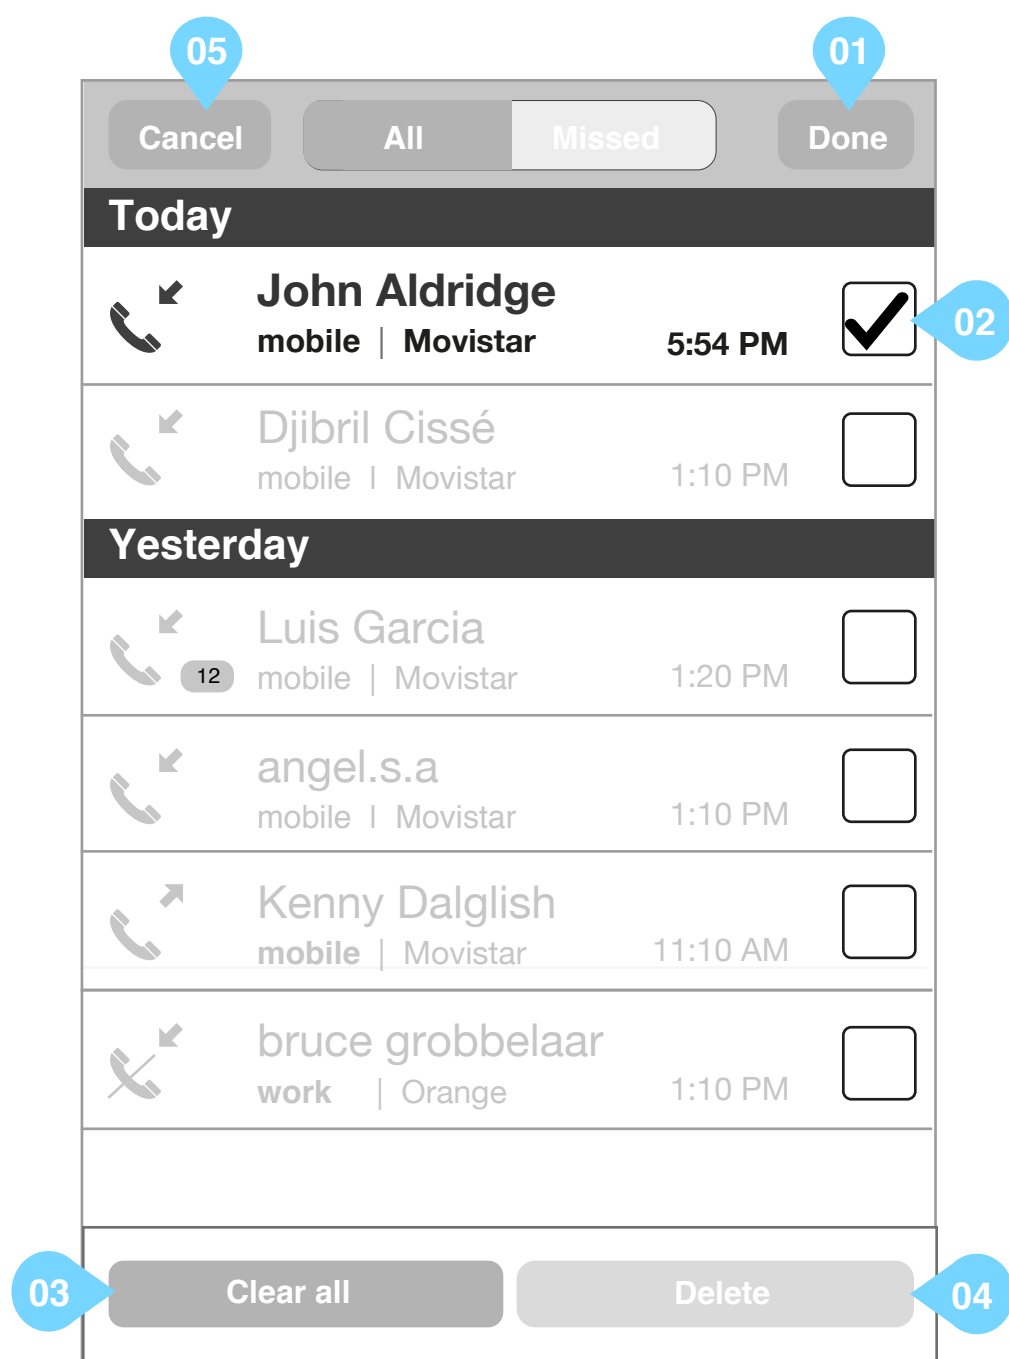 05 01
Cancel All Missed Done
Today
John Aldridge
mobile | Movistar 5:54 PM
02
Djibril Cissé
mobile I Movistar 1:10 PM
Yesterday
Luis Garcia
12 mobile | Movistar 1:20 PM
angel.s.a
mobile I Movistar 1:10 PM
Kenny Dalglish
mobile | Movistar 11:10 AM
bruce grobbelaar
work | Orange 1:10 PM
03 Clear all Delete 04